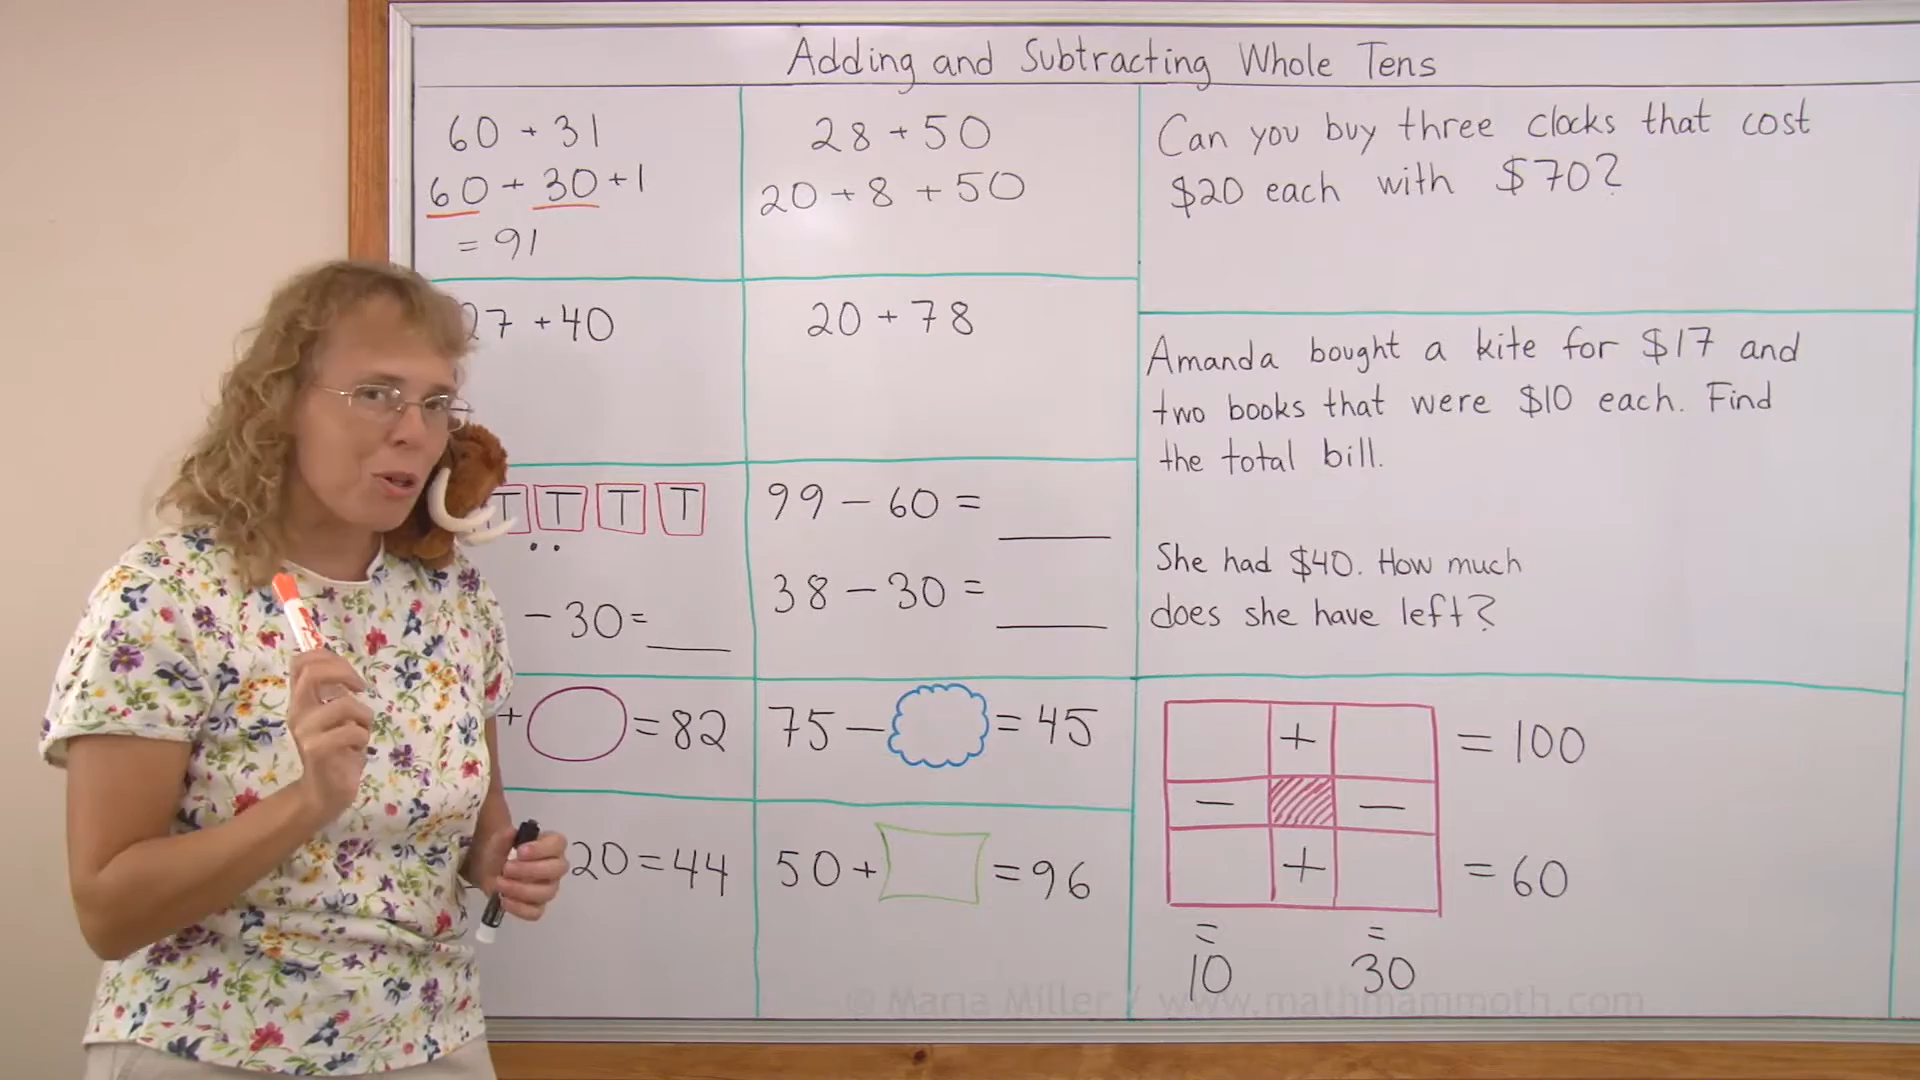 Adding and Subtracting Whole Tens
60 + 31
60 + 30 + 1
= 91
28 + 50
20 + 8 + 50
27 + 40
20 + 78
T T T T
- 30 = ____
99 - 60 = ____
38 - 30 = ____
+ = 82
75 - = 45
20 = 44
50 + = 96
Can you buy three clocks that cost
$20 each with $70?
Amanda bought a kite for $17 and
two books that were $10 each. Find
the total bill.
She had $40. How much
does she have left?
+ = 100
- -
+ = 60
= =
10 30
© Maria Miller / www.mathmammoth.com